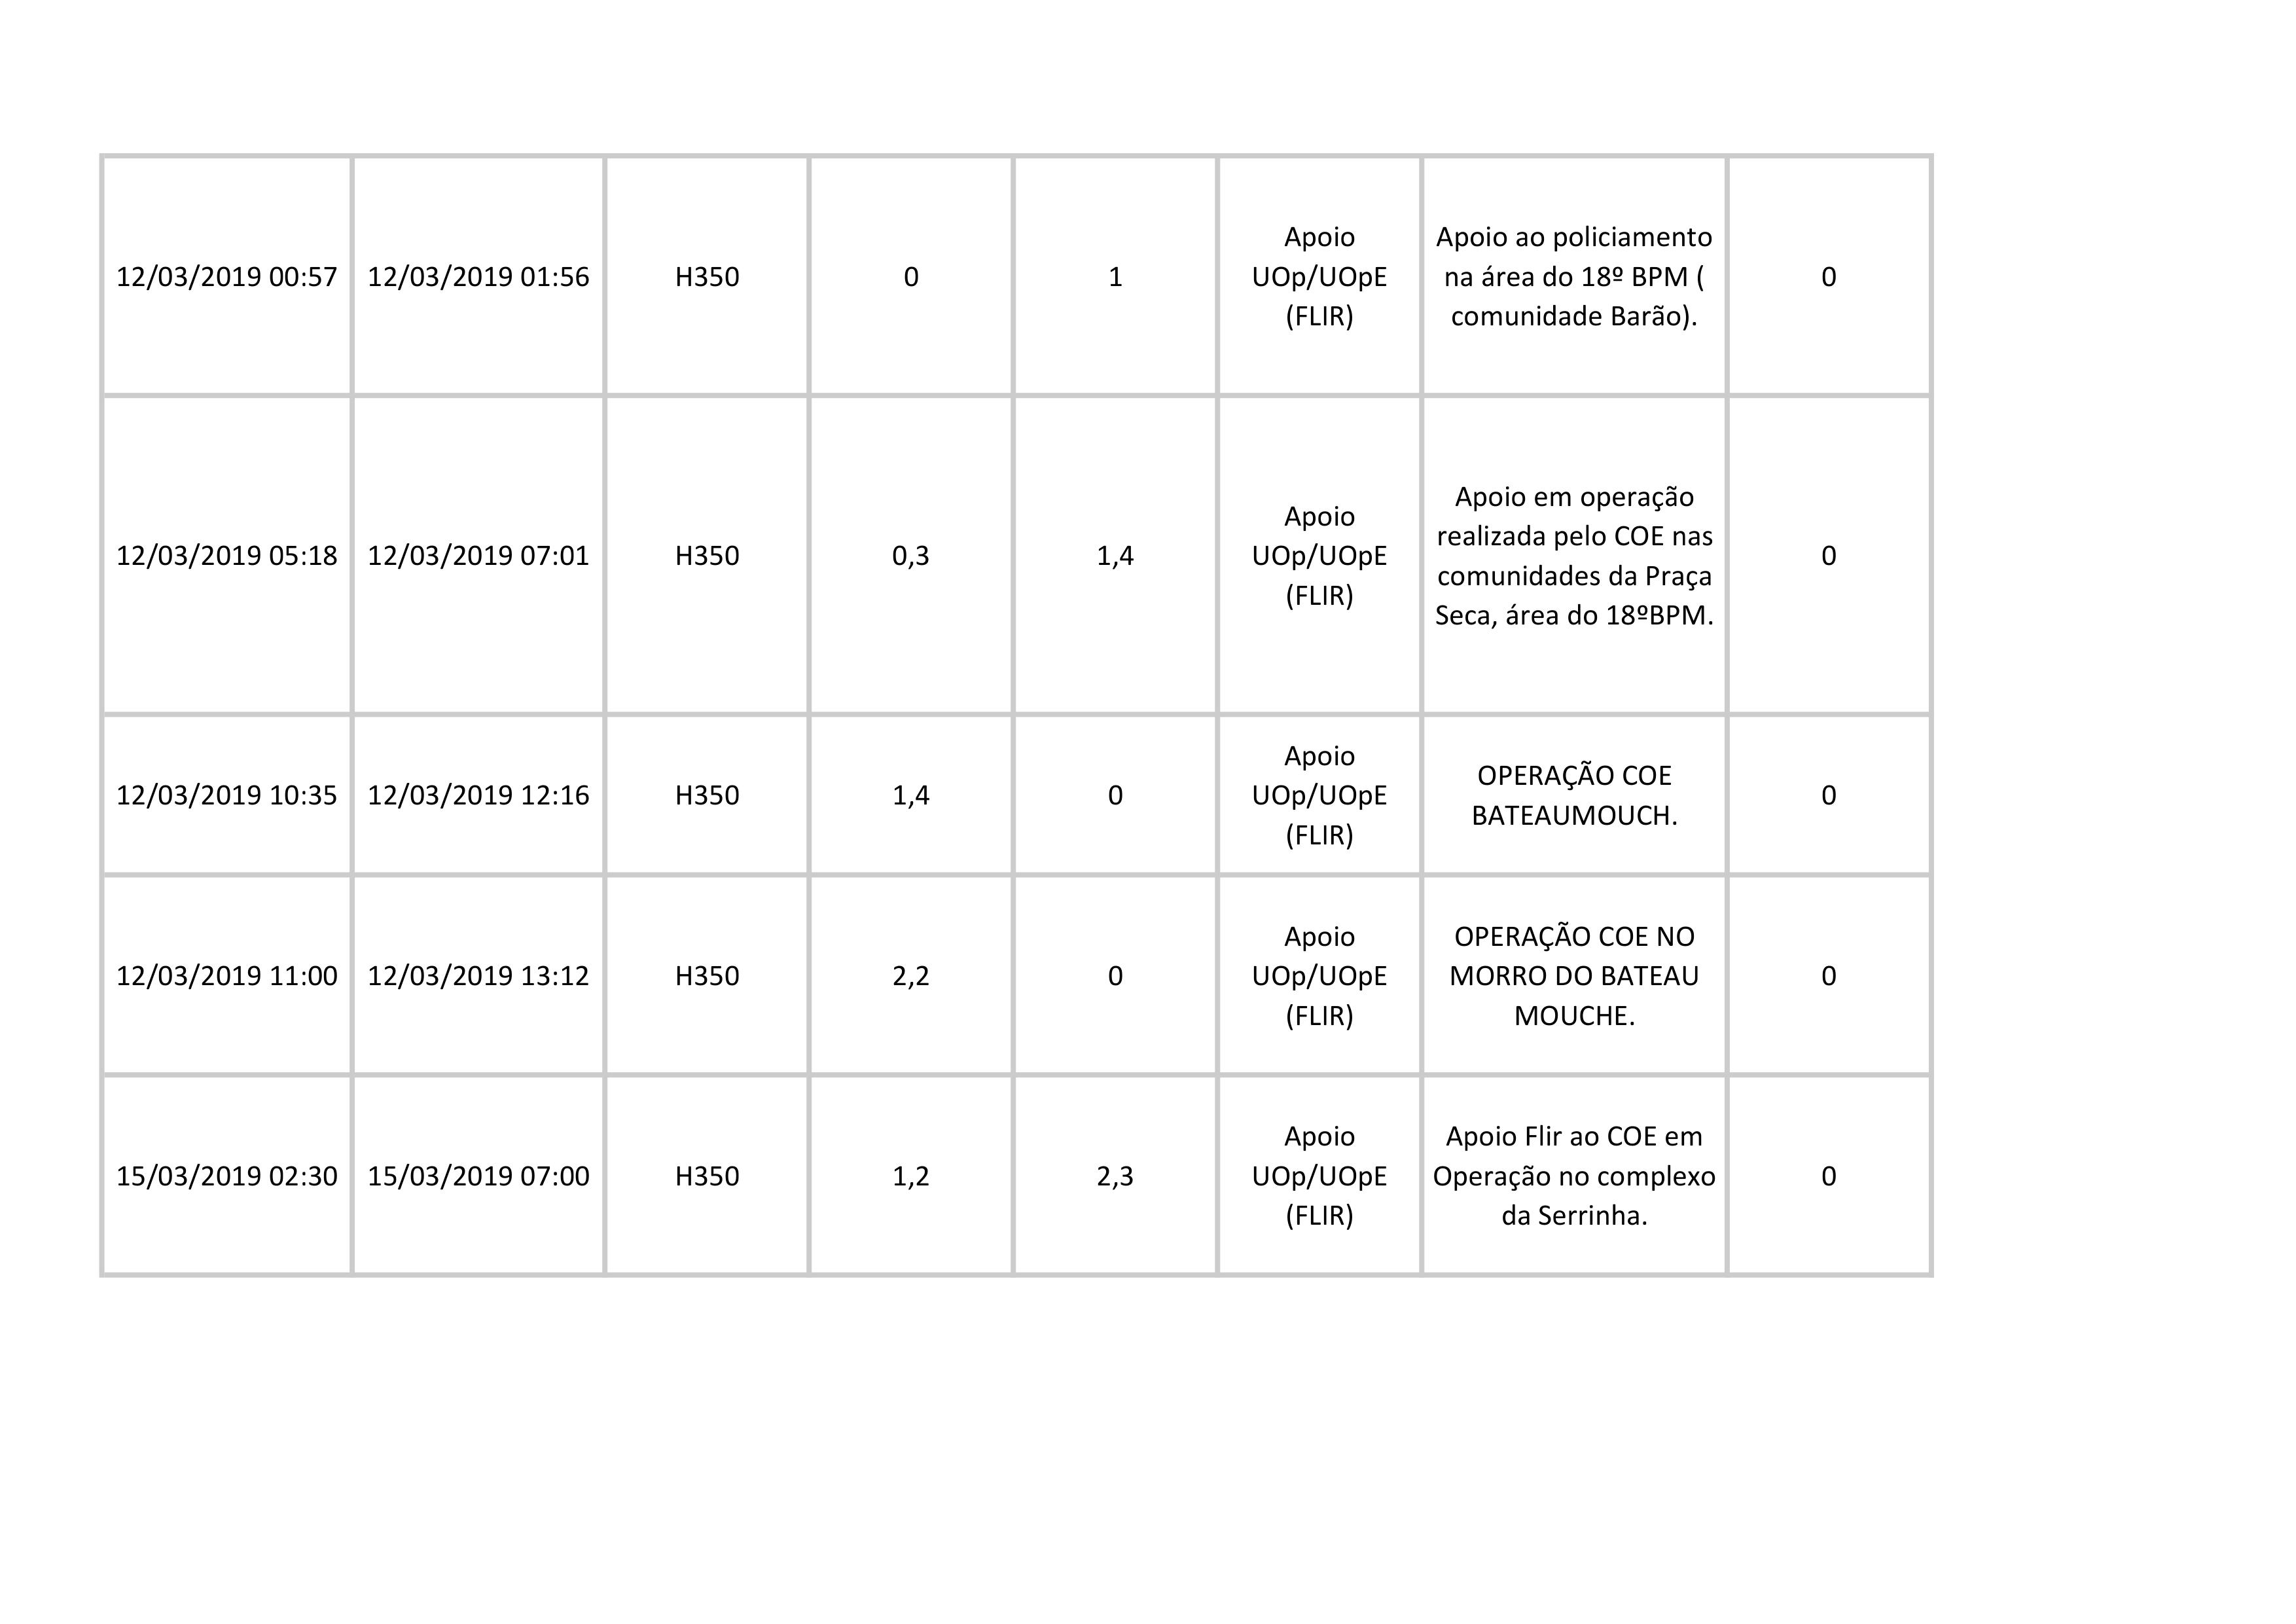 12/03/2019 00:57 12/03/2019 01:56 H350 0 1 Apoio UOp/UOpE (FLIR) Apoio ao policiamento na área do 18º BPM ( comunidade Barão). 0
12/03/2019 05:18 12/03/2019 07:01 H350 0,3 1,4 Apoio UOp/UOpE (FLIR) Apoio em operação realizada pelo COE nas comunidades da Praça Seca, área do 18ºBPM. 0
12/03/2019 10:35 12/03/2019 12:16 H350 1,4 0 Apoio UOp/UOpE (FLIR) OPERAÇÃO COE BATEAUMOUCH. 0
12/03/2019 11:00 12/03/2019 13:12 H350 2,2 0 Apoio UOp/UOpE (FLIR) OPERAÇÃO COE NO MORRO DO BATEAU MOUCHE. 0
15/03/2019 02:30 15/03/2019 07:00 H350 1,2 2,3 Apoio UOp/UOpE (FLIR) Apoio Flir ao COE em Operação no complexo da Serrinha. 0